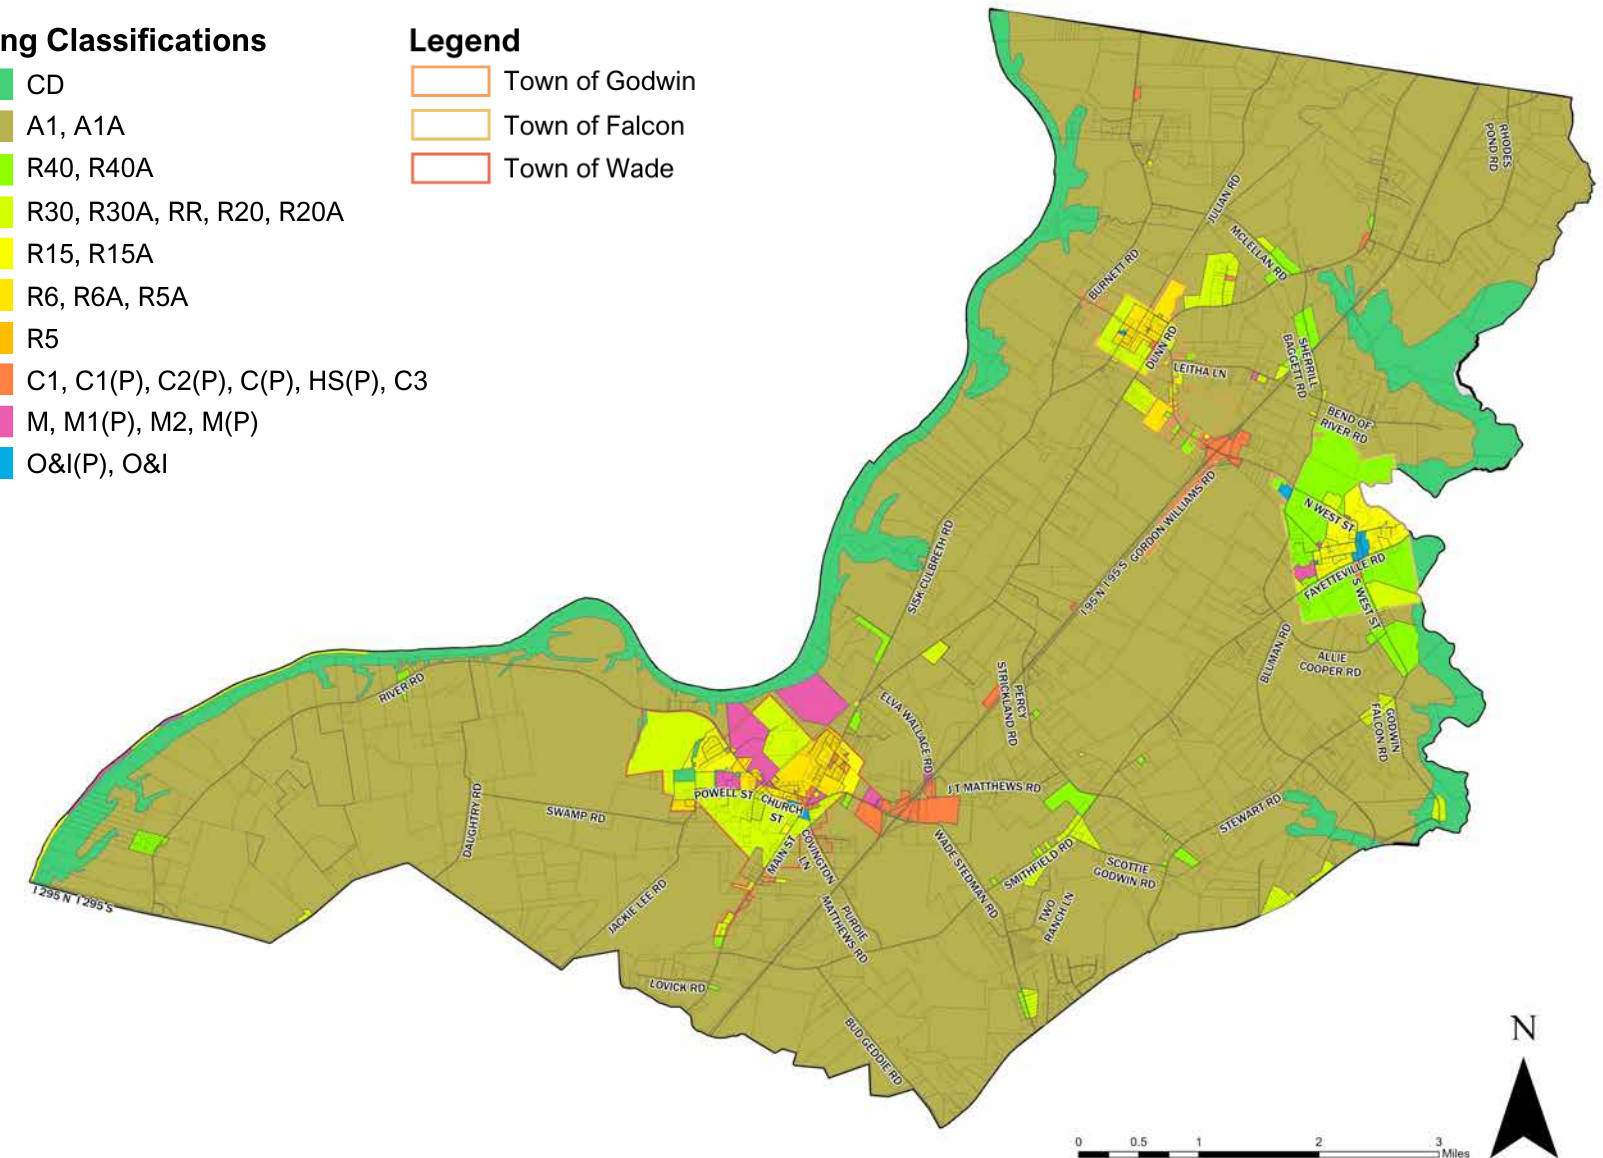 ng Classifications
CD
A1, A1A
R40, R40A
R30, R30A, RR, R20, R20A
R15, R15A
R6, R6A, R5A
R5
C1, C1(P), C2(P), C(P), HS(P), C3
M, M1(P), M2, M(P)
O&I(P), O&I
Legend
Town of Godwin
Town of Falcon
Town of Wade
RHODES
POND RD
JULIAN RD
MCLELLAN RD
BURNETT RD
DUNN RD
LEITHA LN
SHERRILL
BAGGETT RD
BEND OF
RIVER RD
N WEST ST
FAYETTEVILLE RD
S WEST ST
I 95 N I 95 S
GORDON WILLIAMS RD
SISK CULBRETH RD
BLUMAN RD
ALLIE
COOPER RD
GODWIN
FALCON RD
PERCY
STRICKLAND RD
ELVA WALLACE RD
RIVER RD
J T MATTHEWS RD
POWELL ST
CHURCH
ST
SWAMP RD
DAUGHTRY RD
MAIN ST
COVINGTON
LN
STEWART RD
SMITHFIELD RD
SCOTTIE
GODWIN RD
WADE STEDMAN RD
TWO
RANCH LN
JACKIE LEE RD
PURDIE
MATTHEWS RD
I 295 N I 295 S
LOVICK RD
BUD GEDDIE RD
N
0 0.5 1 2 3
Miles